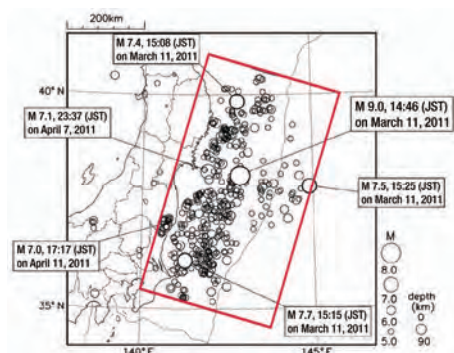 200km
M 7.4, 15:08 (JST)
on March 11, 2011
40° N
M 7.1, 23:37 (JST)
on April 7, 2011
M 9.0, 14:46 (JST)
on March 11, 2011
M 7.5, 15:25 (JST)
on March 11, 2011
M 7.0, 17:17 (JST)
on April 11, 2011
M
8.0
7.0
6.0
5.0
depth
(km)
0
90
M 7.7, 15:15 (JST)
on March 11, 2011
35° N
140° E
145° E